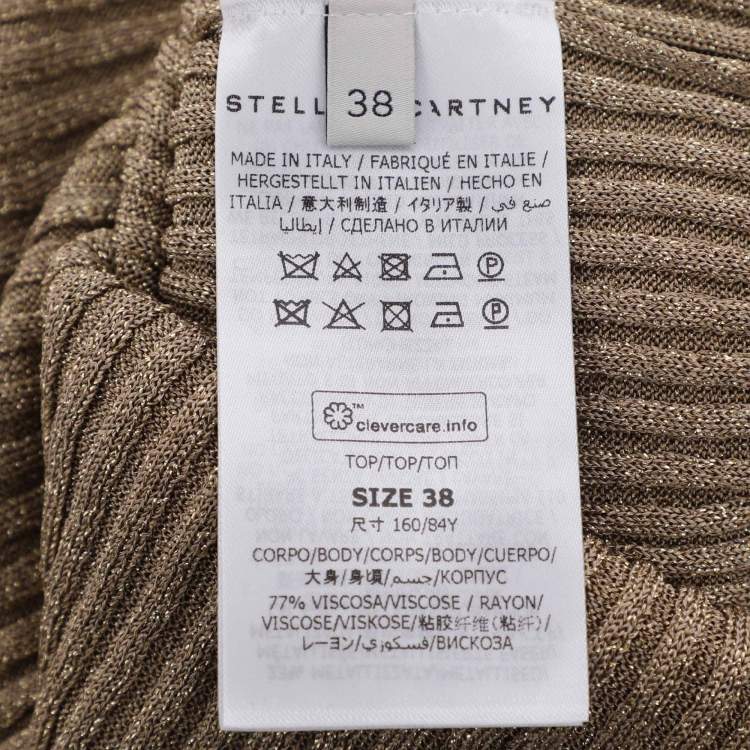 38
STELL CARTNEY
MADE IN ITALY / FABRIQUÉ EN ITALIE /
HERGESTELLT IN ITALIEN / HECHO EN
ITALIA / 意大利制造 / イタリア製 / صنع في
إيطاليا / СДЕЛАНО В ИТАЛИИ
P
P
™
clevercare.info
TOP/TOP/ТОП
SIZE 38
尺寸 160/84Y
CORPO/BODY/CORPS/BODY/CUERPO/
大身/身頃/جسم/КОРПУС
77% VISCOSA/VISCOSE / RAYON/
VISCOSE/VISKOSE/粘胶纤维(粘纤)/
レーヨン/فسكوزي/ВИСКОЗА